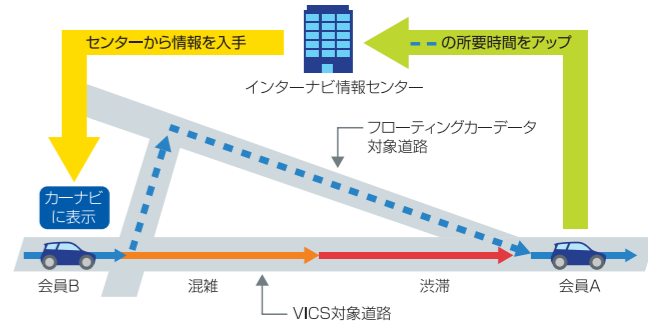 センターから情報を入手
の所要時間をアップ
インターナビ情報センター
フローティングカーデータ
対象道路
カーナビ
に表示
会員B
混雑
渋滞
会員A
VICS対象道路